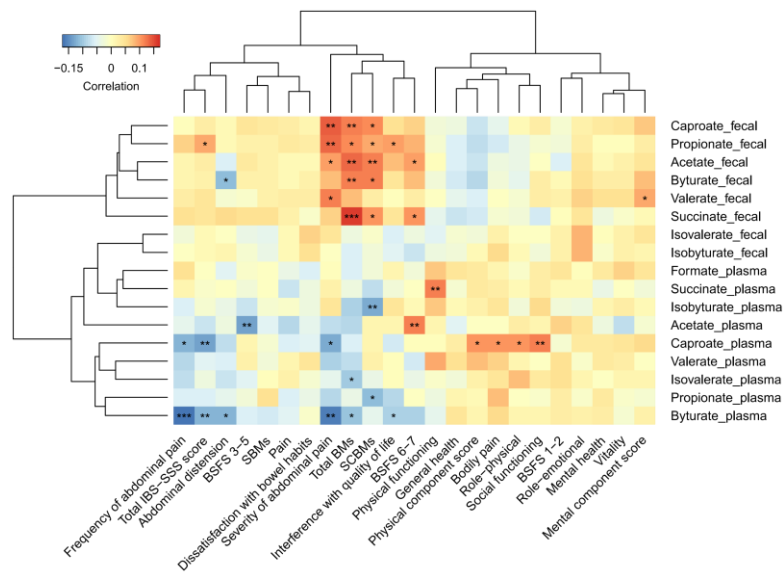 −0.15 0 0.1
Correlation
** ** * Caproate_fecal
* ** * * * Propionate_fecal
* ** ** * Acetate_fecal
* ** * Byturate_fecal
* * Valerate_fecal
*** * * Succinate_fecal
Isovalerate_fecal
Isobyturate_fecal
Formate_plasma
** Succinate_plasma
** Isobyturate_plasma
** ** Acetate_plasma
* ** * * * * ** Caproate_plasma
Valerate_plasma
* Isovalerate_plasma
* Propionate_plasma
*** ** * ** * * Byturate_plasma
Frequency of abdominal pain
Total IBS−SSS score
Abdominal distension
BSFS 3−5
SBMs
Pain
Dissatisfaction with bowel habits
Severity of abdominal pain
Total BMs
SCBMs
Interference with quality of life
BSFS 6−7
Physical functioning
General health
Physical component score
Bodily pain
Role−physical
Social functioning
BSFS 1−2
Role−emotional
Mental health
Vitality
Mental component score